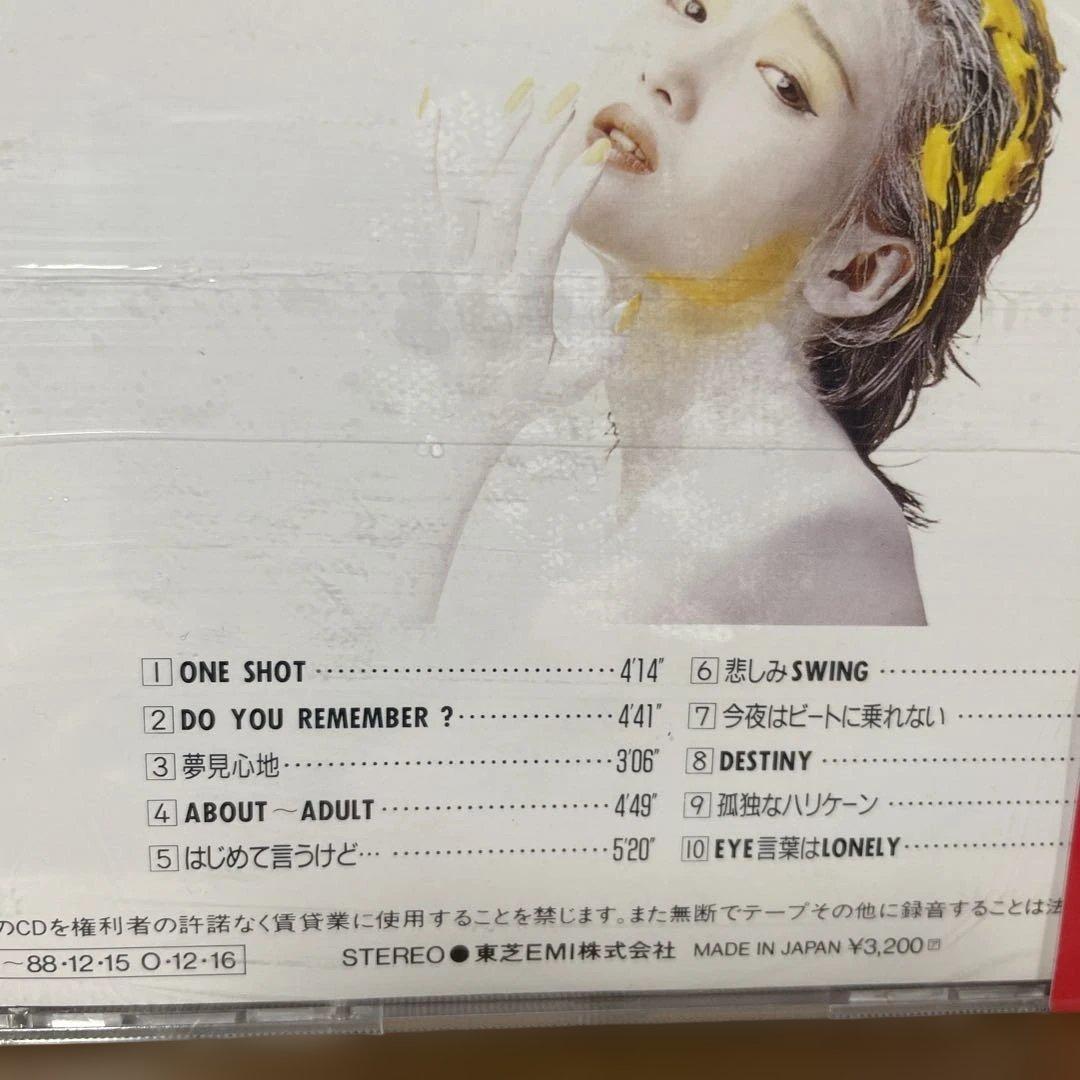 1 ONE SHOT ........................... 4'14"
2 DO YOU REMEMBER ? ............. 4'41"
3 夢見心地 .............................. 3'06"
4 ABOUT~ADULT ..................... 4'49"
5 はじめて言うけど… ................... 5'20"
6 悲しみSWING ...................
7 今夜はビートに乗れない ...........
8 DESTINY .......................
9 孤独なハリケーン .................
10 EYE言葉はLONELY ..............
のCDを権利者の許諾なく賃貸業に使用することを禁じます。また無断でテープその他に録音することは法
~88・12・15 O・12・16
STEREO●東芝EMI株式会社 MADE IN JAPAN ¥3,200